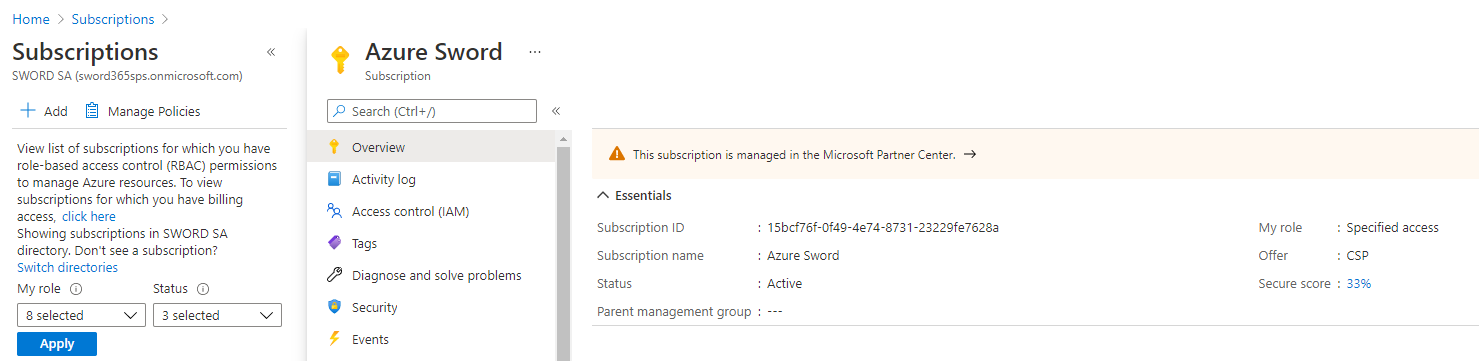 Home > Subscriptions >
Subscriptions «
SWORD SA (sword365sps.onmicrosoft.com)
+ Add Manage Policies
View list of subscriptions for which you have
role-based access control (RBAC) permissions
to manage Azure resources. To view
subscriptions for which you have billing
access, click here
Showing subscriptions in SWORD SA
directory. Don't see a subscription?
Switch directories
My role Status
8 selected 3 selected
Apply
Azure Sword ...
Subscription
Search (Ctrl+/) «
Overview
Activity log
Access control (IAM)
Tags
Diagnose and solve problems
Security
Events
This subscription is managed in the Microsoft Partner Center. →
Essentials
Subscription ID : 15bcf76f-0f49-4e74-8731-23229fe7628a My role : Specified access
Subscription name : Azure Sword Offer : CSP
Status : Active Secure score : 33%
Parent management group : ---